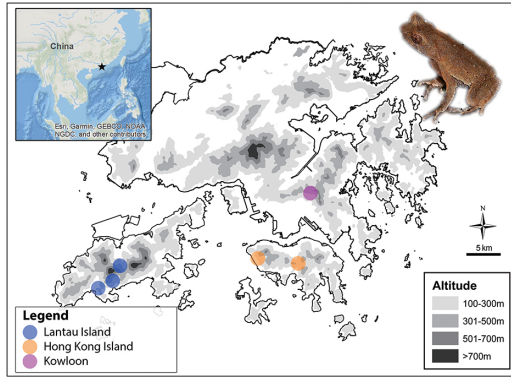 China
Esri, Garmin, GEBCO, NOAA
NGDC, and other contributors
N
5 km
Legend
Lantau Island
Hong Kong Island
Kowloon
Altitude
100-300m
301-500m
501-700m
>700m